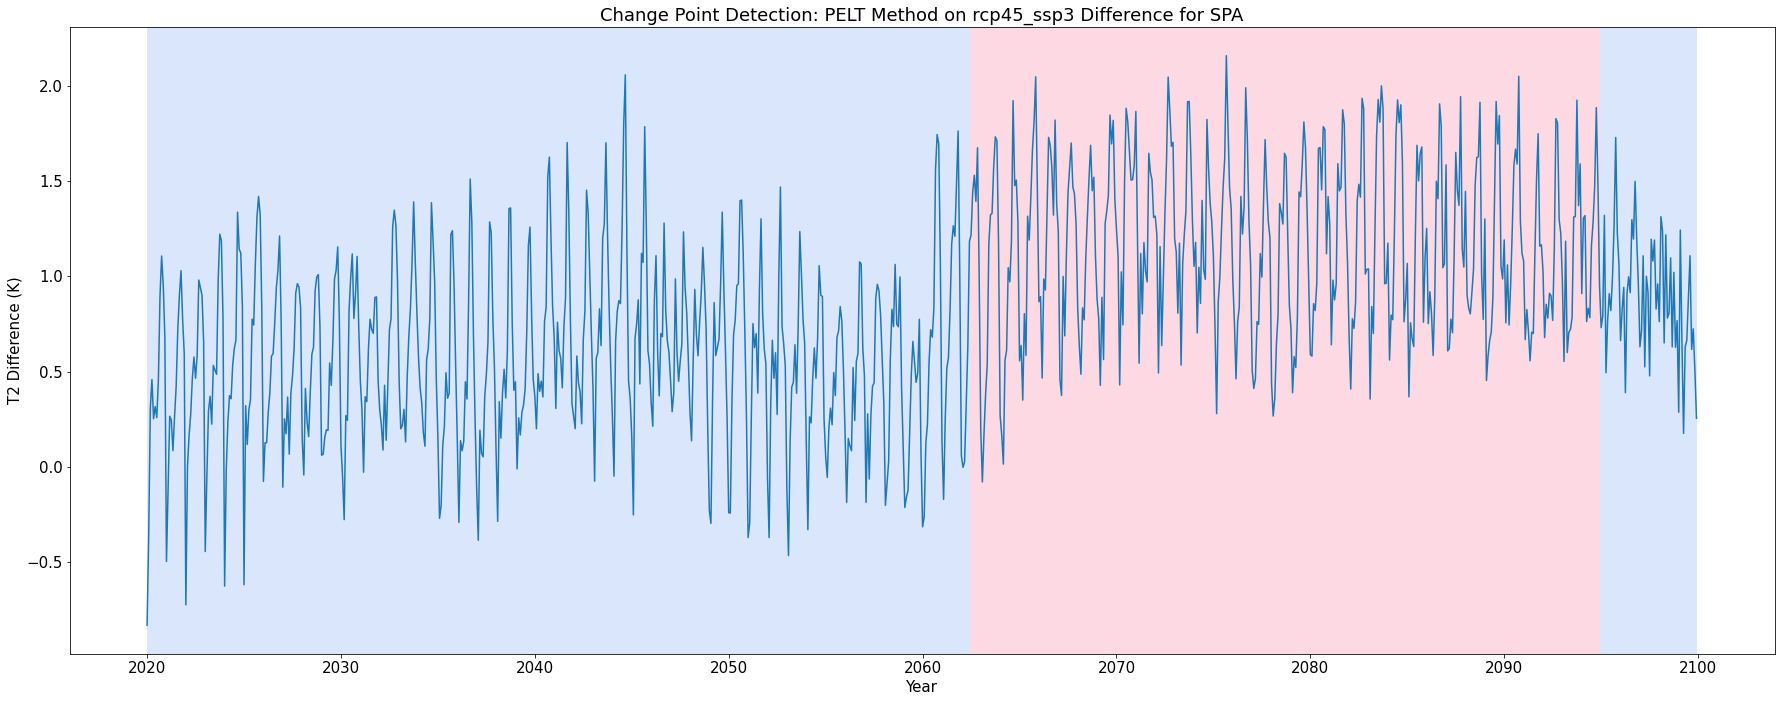 Change Point Detection: PELT Method on rcp45_ssp3 Difference for SPA
T2 Difference (K)
2.0
1.5
1.0
0.5
0.0
−0.5
2020 2030 2040 2050 2060 2070 2080 2090 2100
Year